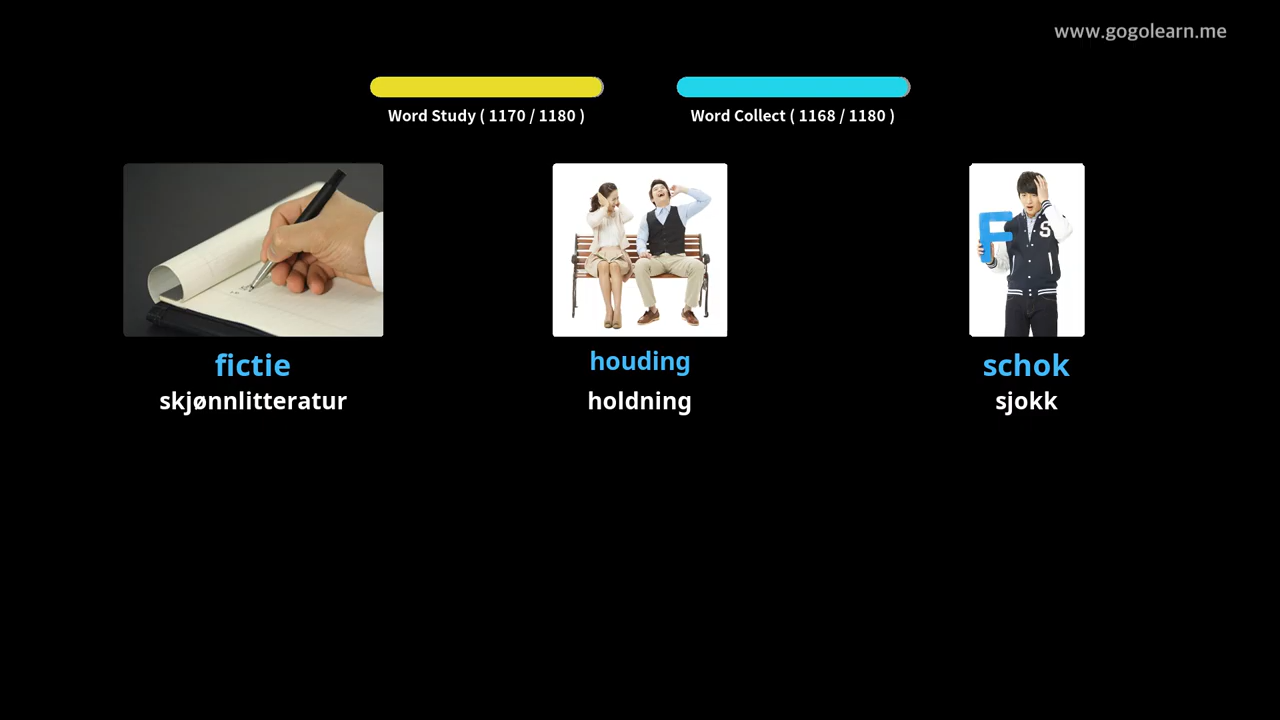 www.gogolearn.me
Word Study ( 1170 / 1180 )
Word Collect ( 1168 / 1180 )
F
S
fictie
houding
schok
skjønnlitteratur
holdning
sjokk